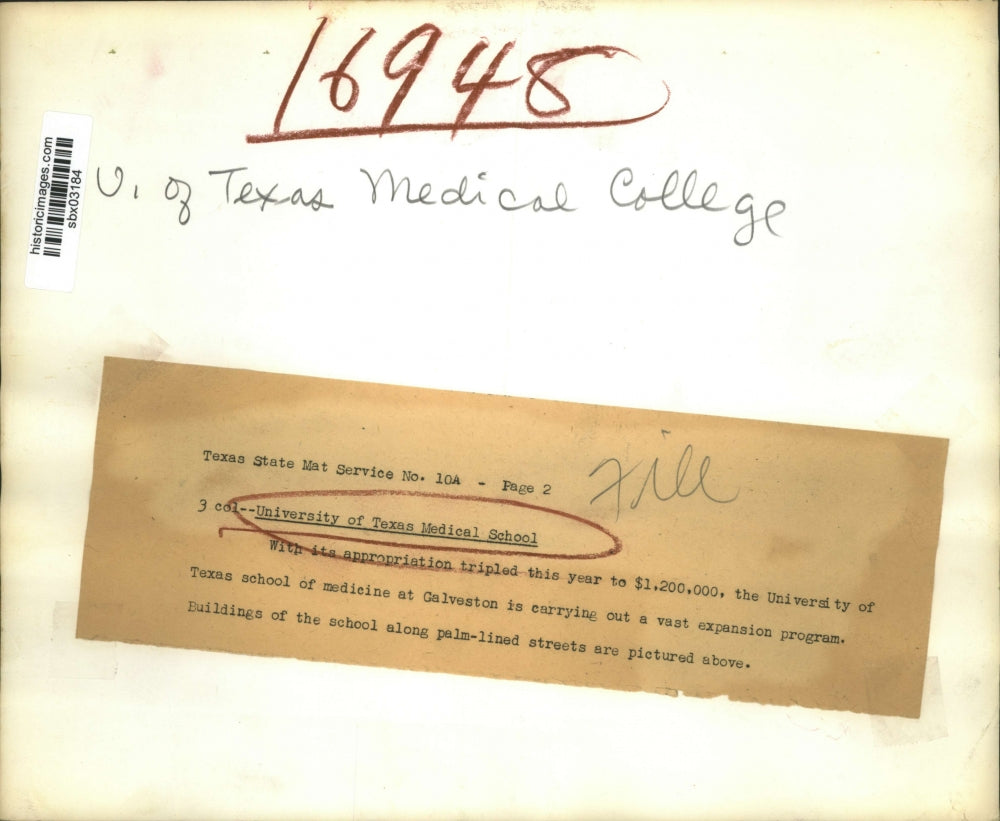 16948
historicimages.com
sbx03184
U. of Texas Medical College
Texas State Mat Service No. 10A - Page 2
Fill
3 col--University of Texas Medical School
With its appropriation tripled this year to $1,200,000, the University of
Texas school of medicine at Galveston is carrying out a vast expansion program.
Buildings of the school along palm-lined streets are pictured above.